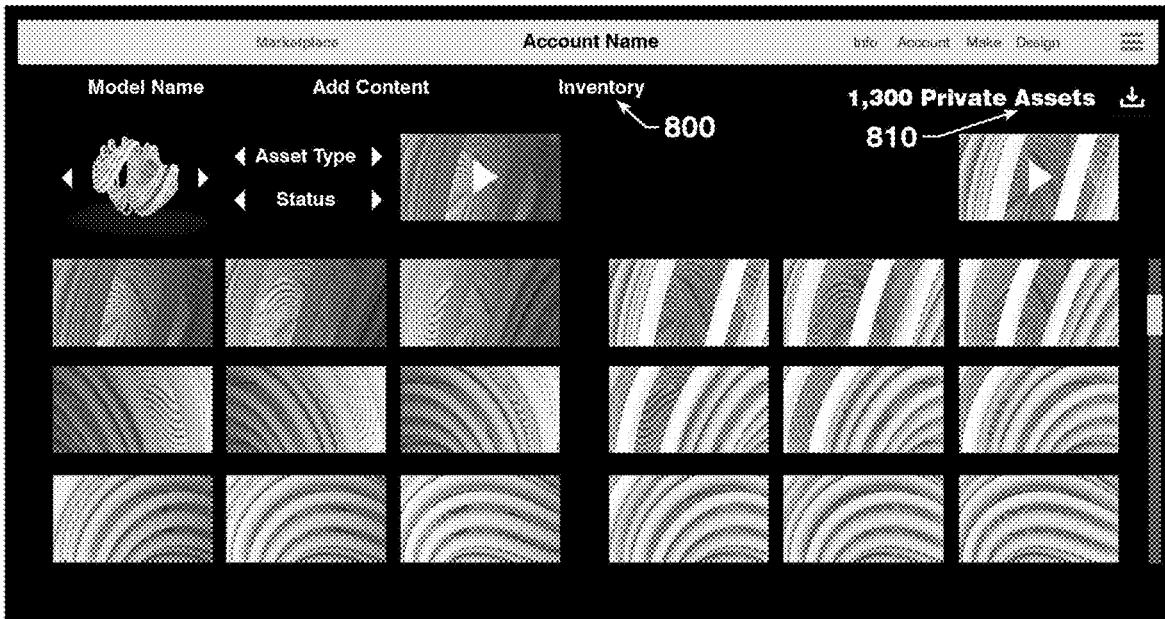 Marketplace Account Name Info Account Make Design
Model Name Add Content Inventory
1,300 Private Assets
800
810
Asset Type
Status